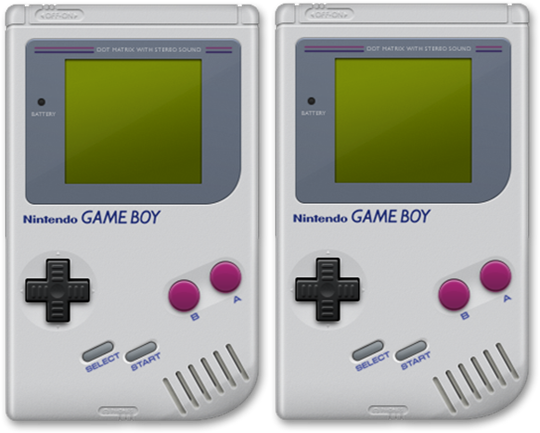 OFF•ON
OFF•ON
DOT MATRIX WITH STEREO SOUND
DOT MATRIX WITH STEREO SOUND
BATTERY
BATTERY
Nintendo GAME BOY
Nintendo GAME BOY
B A
B A
SELECT START
SELECT START